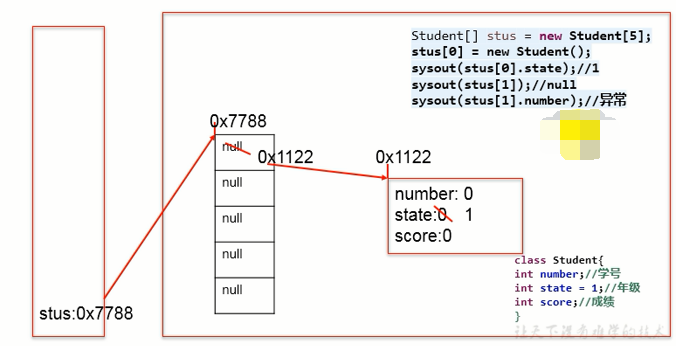 Student[] stus = new Student[5];
stus[0] = new Student();
sysout(stus[0].state);//1
sysout(stus[1]);//null
sysout(stus[1].number);//异常
0x7788
null
0x1122
0x1122
null
number: 0
state:0 1
null
score:0
null
class Student{
int number;//学号
null
int state = 1;//年级
int score;//成绩
stus:0x7788
}
让天下没有难学的技术